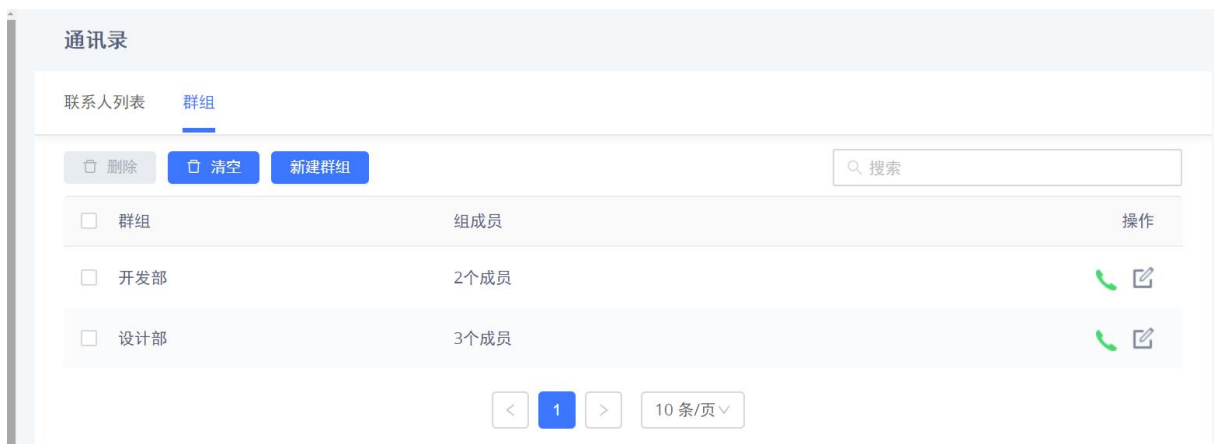 通讯录
联系人列表 群组
删除 清空 新建群组 搜索
群组 组成员 操作
开发部 2个成员
设计部 3个成员
< 1 > 10 条/页